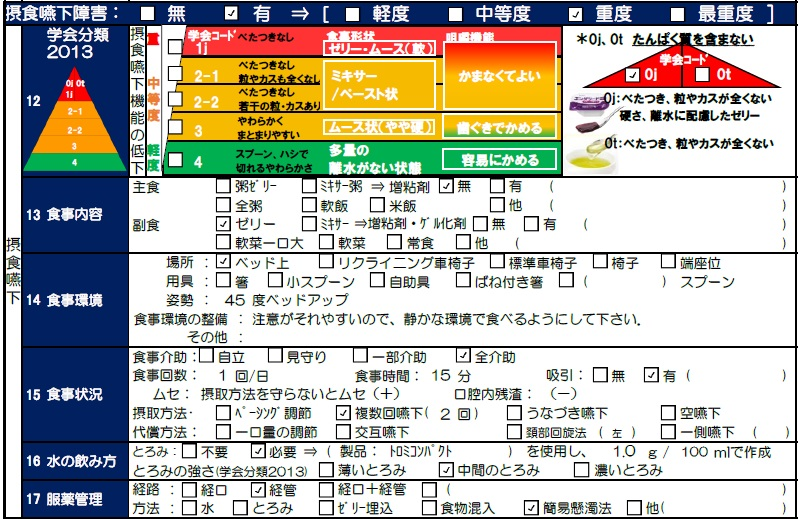 摂食嚥下障害： □ 無 ☑ 有 ⇒ [ □ 軽度 □ 中等度 ☑ 重度 □ 最重度 ]
摂食嚥下
12
学会分類
2013
0j 0t
1j
2-1
2-2
3
4
摂食嚥下機能の低下
重
中等度
軽度
学会コード 食事形状 咀嚼機能
□ 1j べたつきなし ゼリー・ムース(軟)
□ 2-1 べたつきなし 粒やカスも全くなし
□ 2-2 べたつきなし 若干の粒・カスあり
ミキサー
/ペースト状
かまなくてよい
□ 3 やわらかく まとまりやすい ムース状(やや硬) 歯ぐきでかめる
□ 4 スプーン、ハシで 切れるやわらかさ 多量の 離水がない状態 容易にかめる
＊0j、0t たんぱく質を含まない
学会コード
☑ 0j □ 0t
0j：べたつき、粒やカスが全くない
硬さ、離水に配慮したゼリー
0t：べたつき、粒やカスが全くない
13 食事内容
主食 □ 粥ｾﾞﾘｰ □ ﾐｷｻｰ粥 ⇒ 増粘剤 ☑ 無 □ 有 ( )
□ 全粥 □ 軟飯 □ 米飯 □ 他 ( )
副食 ☑ ゼリー □ ﾐｷｻｰ ⇒増粘剤・ｹﾞﾙ化剤 □ 無 □ 有 ( )
□ 軟菜一口大 □ 軟菜 □ 常食 □ 他 ( )
14 食事環境
場所 ： ☑ ベッド上 □ リクライニング車椅子 □ 標準車椅子 □ 椅子 □ 端座位
用具 ： □ 箸 □ 小スプーン □ 自助具 □ ばね付き箸 □ ( ) スプーン
姿勢 ： 45 度ベッドアップ
食事環境の整備 ： 注意がそれやすいので、静かな環境で食べるようにして下さい.
その他 ：
15 食事状況
食事介助：□ 自立 □ 見守り □ 一部介助 ☑ 全介助
食事回数： 1 回/日 食事時間： 15 分 吸引：□ 無 ☑ 有 ( )
ムセ： 摂取方法を守らないとムセ (＋) 口腔内残渣： (－)
摂取方法・ □ ﾍﾟｰｼﾝｸﾞ調節 ☑ 複数回嚥下( 2 回) □ うなづき嚥下 □ 空嚥下
代償方法： □ 一口量の調節 □ 交互嚥下 □ 頚部回旋法 ( 左 ) □ 一側嚥下 ( )
16 水の飲み方
とろみ：□ 不要 ☑ 必要 ⇒ ( 製品： ﾄﾛﾐｺﾝﾊﾟｸﾄ ) を使用し、 1.0 g / 100 mlで作成
とろみの強さ(学会分類2013) □ 薄いとろみ ☑ 中間のとろみ □ 濃いとろみ
17 服薬管理
経路 ： □ 経口 ☑ 経管 □ 経口＋経管 □ ( )
方法 ： □ 水 □ とろみ □ ｾﾞﾘｰ埋込 □ 食物混入 ☑ 簡易懸濁法 □ 他( )